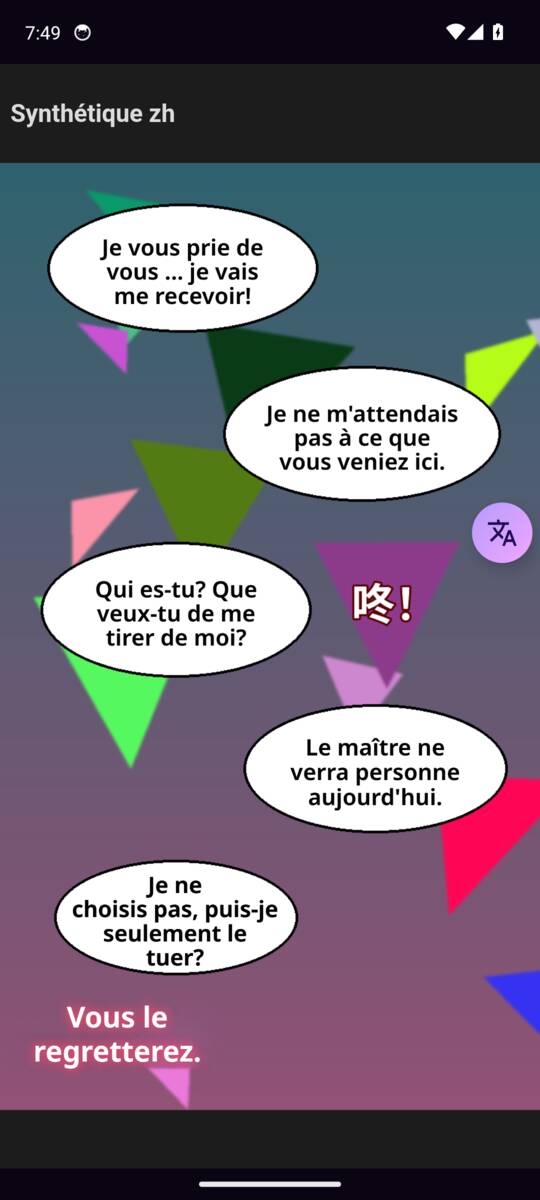 7:49
Synthétique zh
Je vous prie de
vous ... je vais
me recevoir!
Je ne m'attendais
pas à ce que
vous veniez ici.
Qui es-tu? Que
veux-tu de me
tirer de moi?
咚!
Le maître ne
verra personne
aujourd'hui.
Je ne
choisis pas, puis-je
seulement le
tuer?
Vous le
regretterez.